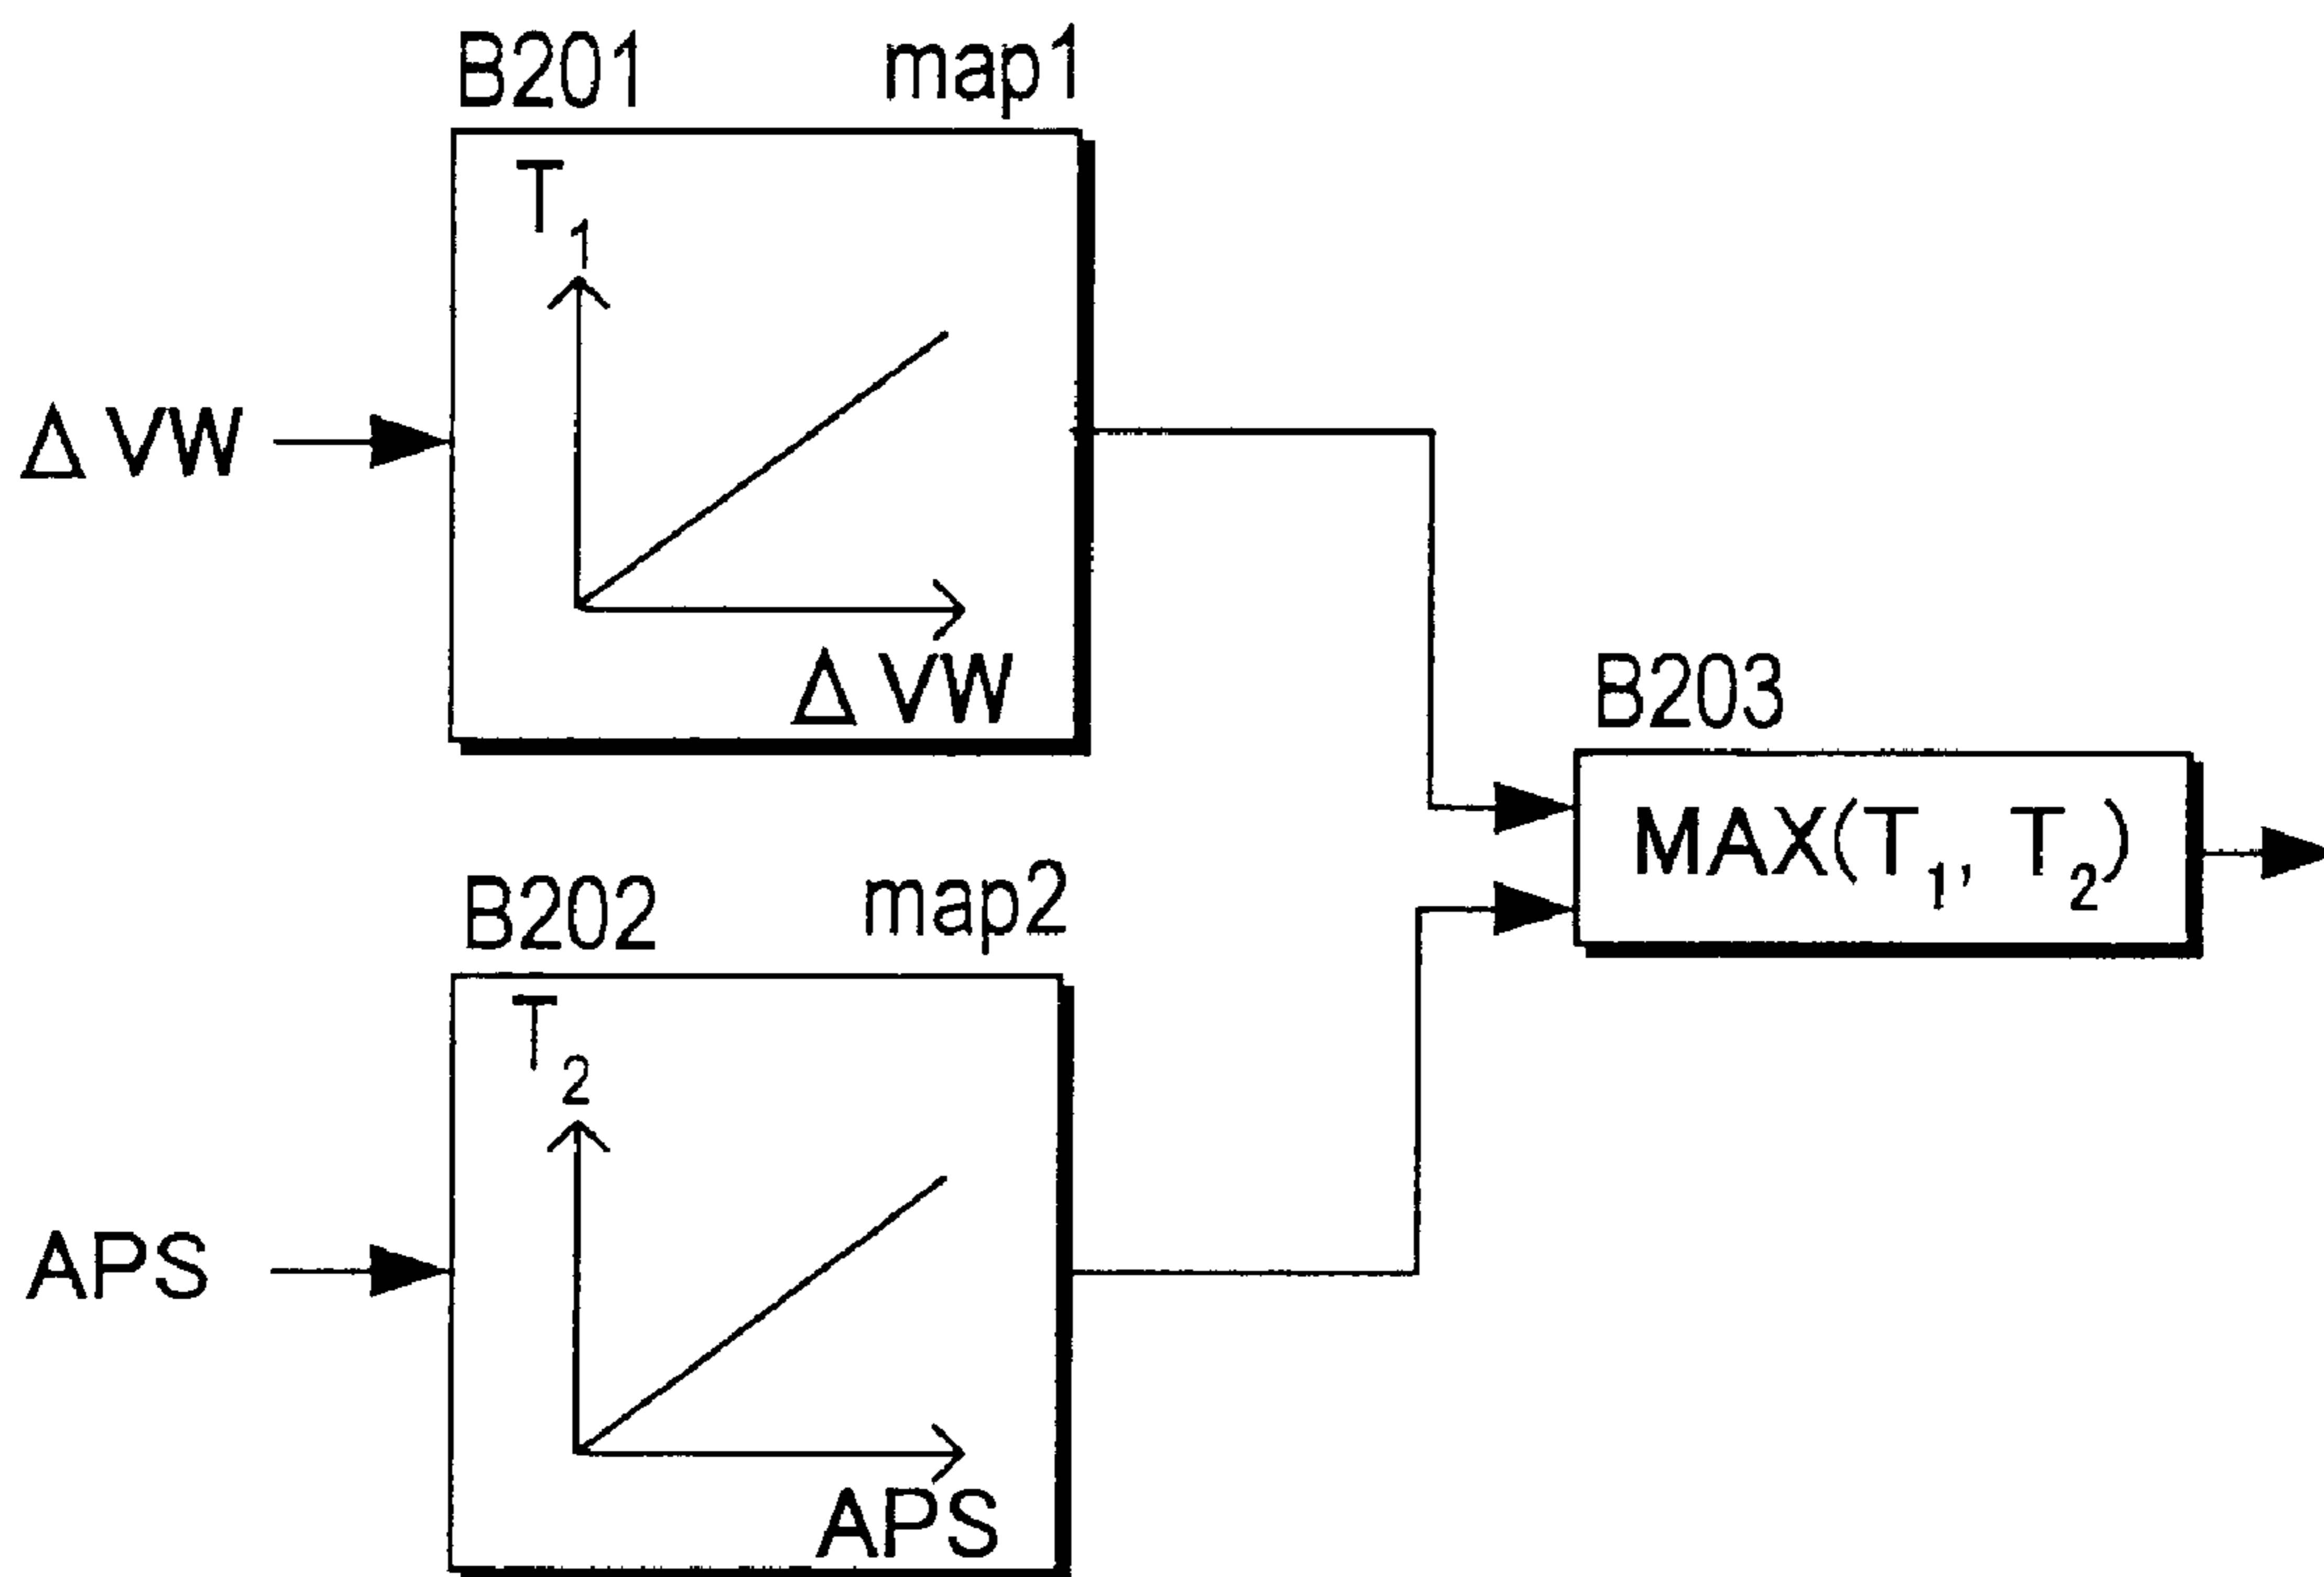 B201 map1
T1
Δ VW
Δ VW
B203
MAX(T1, T2)
B202 map2
T2
APS
APS